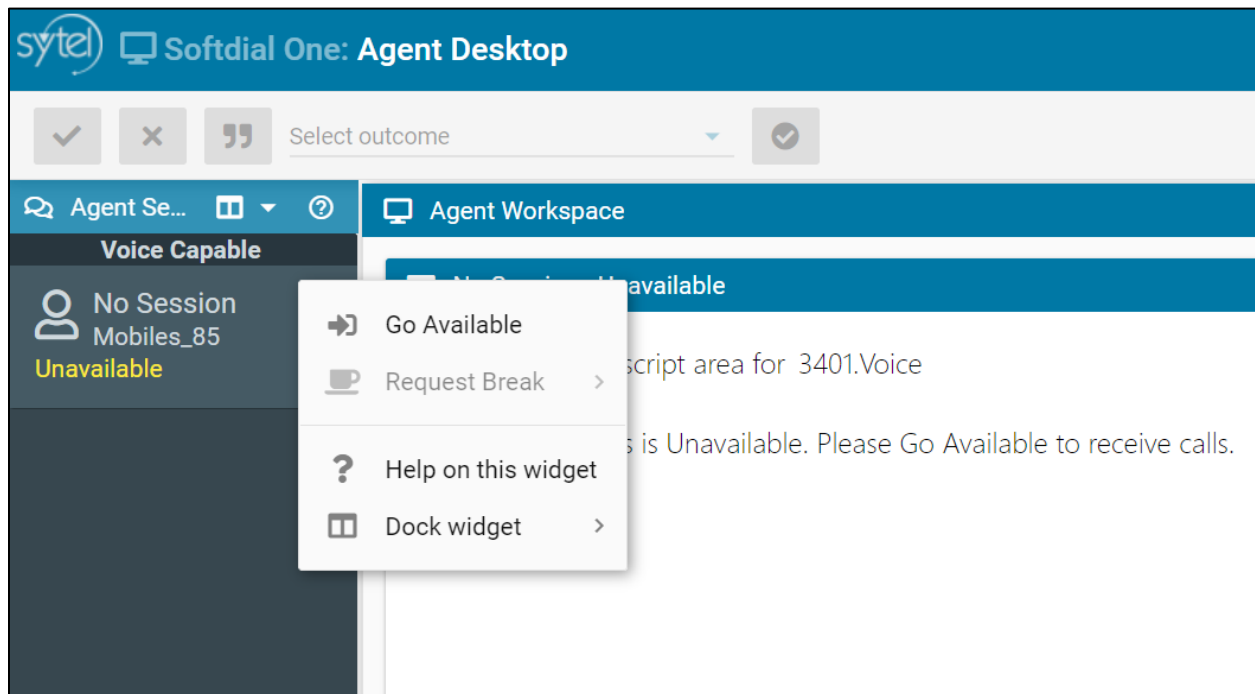 sytel Softdial One: Agent Desktop
Select outcome
Agent Se...
Agent Workspace
Voice Capable
No Session
Mobiles_85
Unavailable
available
Go Available
Request Break
Help on this widget
Dock widget
script area for 3401.Voice
is Unavailable. Please Go Available to receive calls.